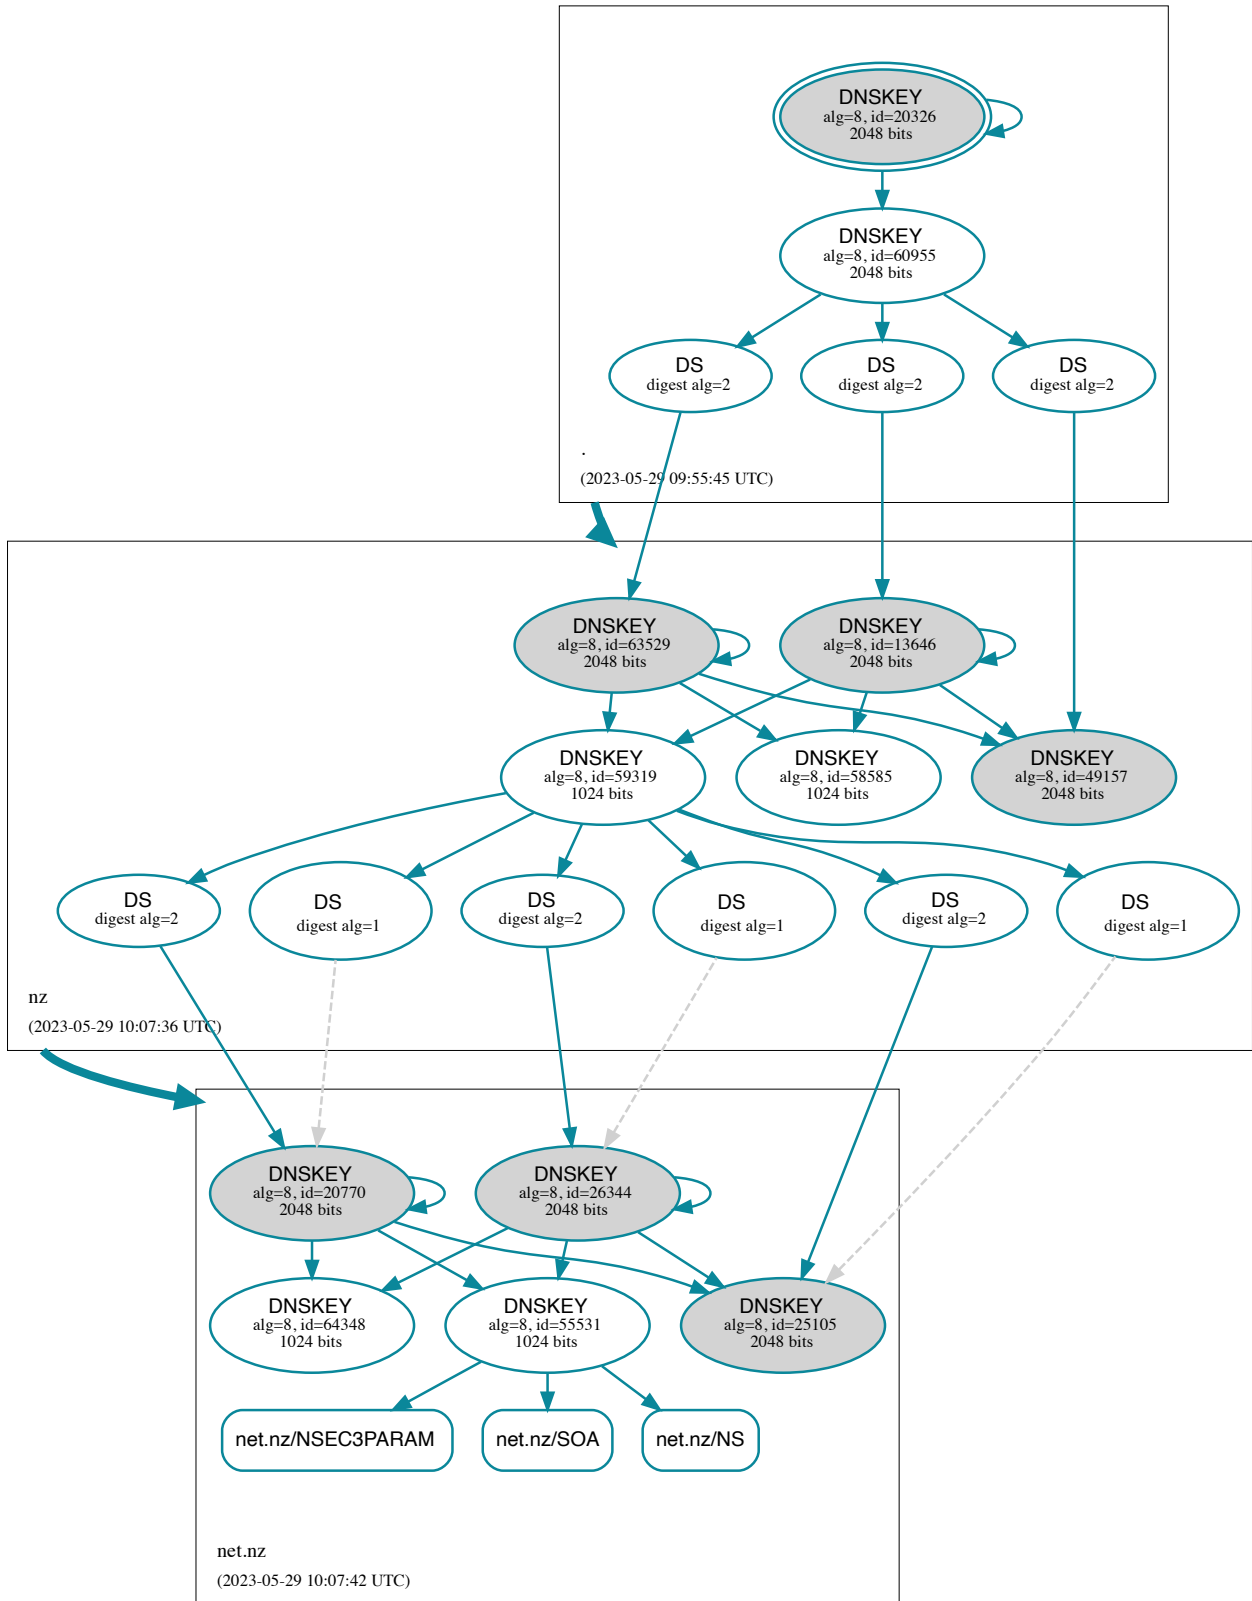 DNSKEY
alg=8, id=20326
2048 bits
DNSKEY
alg=8, id=60955
2048 bits
DS
digest alg=2
DS
digest alg=2
DS
digest alg=2
.
(2023-05-29 09:55:45 UTC)
DNSKEY
alg=8, id=63529
2048 bits
DNSKEY
alg=8, id=13646
2048 bits
DNSKEY
alg=8, id=59319
1024 bits
DNSKEY
alg=8, id=58585
1024 bits
DNSKEY
alg=8, id=49157
2048 bits
DS
digest alg=2
DS
digest alg=1
DS
digest alg=2
DS
digest alg=1
DS
digest alg=2
DS
digest alg=1
nz
(2023-05-29 10:07:36 UTC)
DNSKEY
alg=8, id=20770
2048 bits
DNSKEY
alg=8, id=26344
2048 bits
DNSKEY
alg=8, id=64348
1024 bits
DNSKEY
alg=8, id=55531
1024 bits
DNSKEY
alg=8, id=25105
2048 bits
net.nz/NSEC3PARAM
net.nz/SOA
net.nz/NS
net.nz
(2023-05-29 10:07:42 UTC)